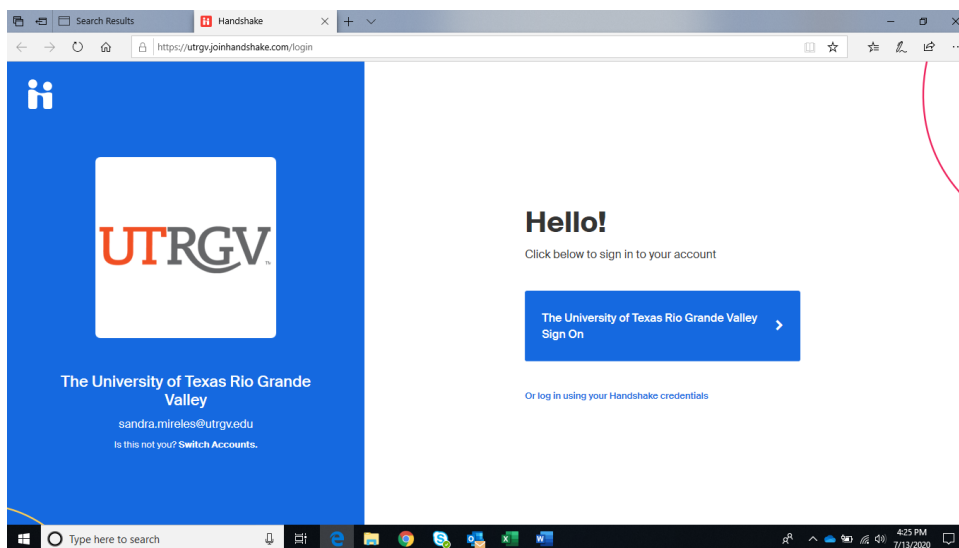 Search Results
Handshake
https://utrgv.joinhandshake.com/login
UTRGV
TM
Hello!
Click below to sign in to your account
The University of Texas Rio Grande Valley
Sign On
Or log in using your Handshake credentials
The University of Texas Rio Grande
Valley
sandra.mireles@utrgv.edu
Is this not you? Switch Accounts.
Type here to search
4:25 PM
7/13/2020